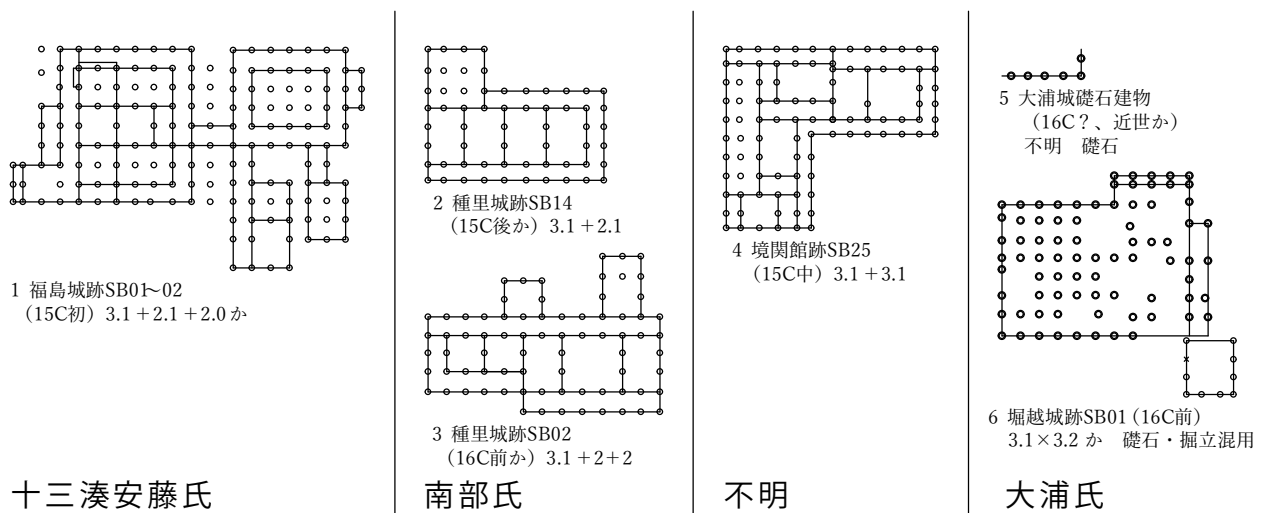 1 福島城跡SB01～02
（15C初）3.1＋2.1＋2.0か
十三湊安藤氏
2 種里城跡SB14
（15C後か）3.1＋2.1
3 種里城跡SB02
（16C前か）3.1＋2＋2
南部氏
4 境関館跡SB25
（15C中）3.1＋3.1
不明
5 大浦城礎石建物
（16C？、近世か）
不明　礎石
6 堀越城跡SB01（16C前）
3.1×3.2 か　礎石・掘立混用
大浦氏